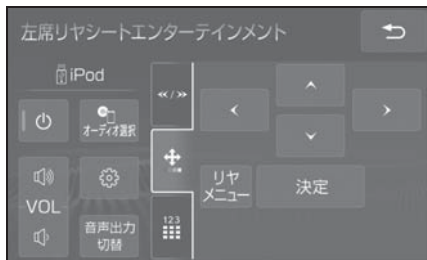 左席リヤシートエンターテインメント
iPod
オーディオ選択
VOL
音声出力
切替
123
リヤ
メニュー
決定